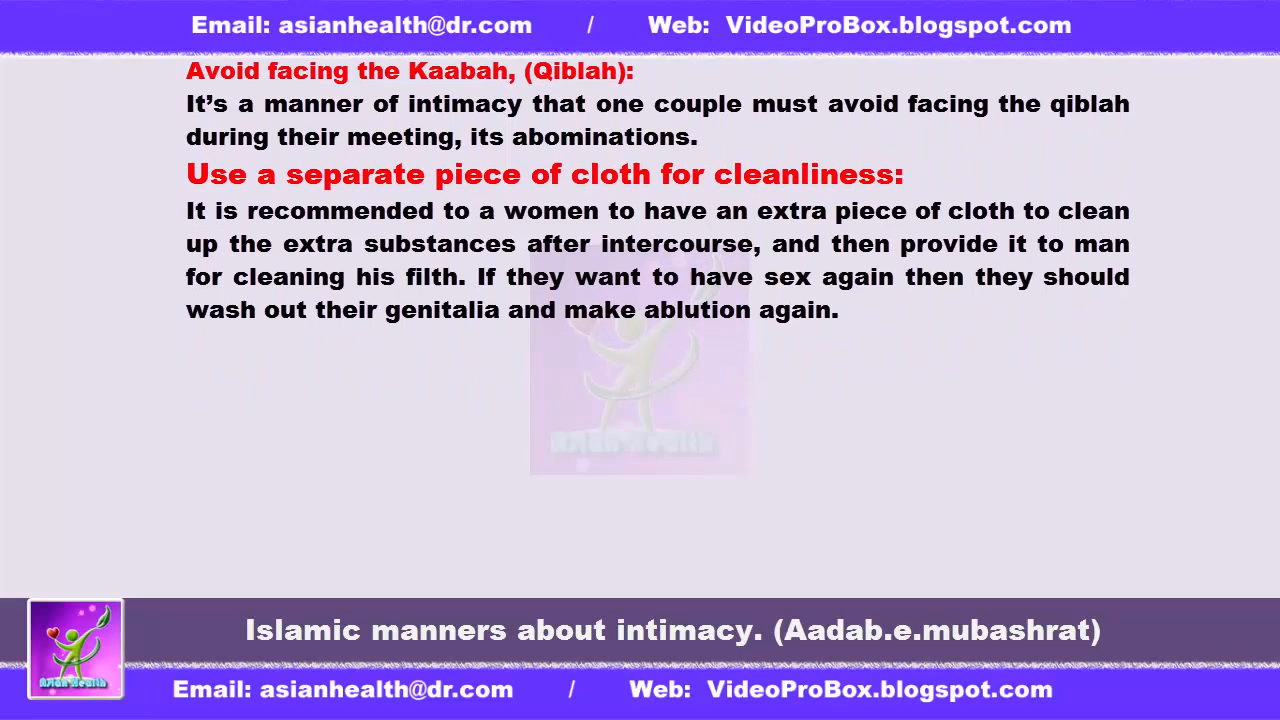 Email: asianhealth@dr.com / Web: VideoProBox.blogspot.com
Avoid facing the Kaabah, (Qiblah):
It’s a manner of intimacy that one couple must avoid facing the qiblah
during their meeting, its abominations.
Use a separate piece of cloth for cleanliness:
It is recommended to a women to have an extra piece of cloth to clean
up the extra substances after intercourse, and then provide it to man
for cleaning his filth. If they want to have sex again then they should
wash out their genitalia and make ablution again.
Asian Health
Islamic manners about intimacy. (Aadab.e.mubashrat)
Asian Health
Email: asianhealth@dr.com / Web: VideoProBox.blogspot.com